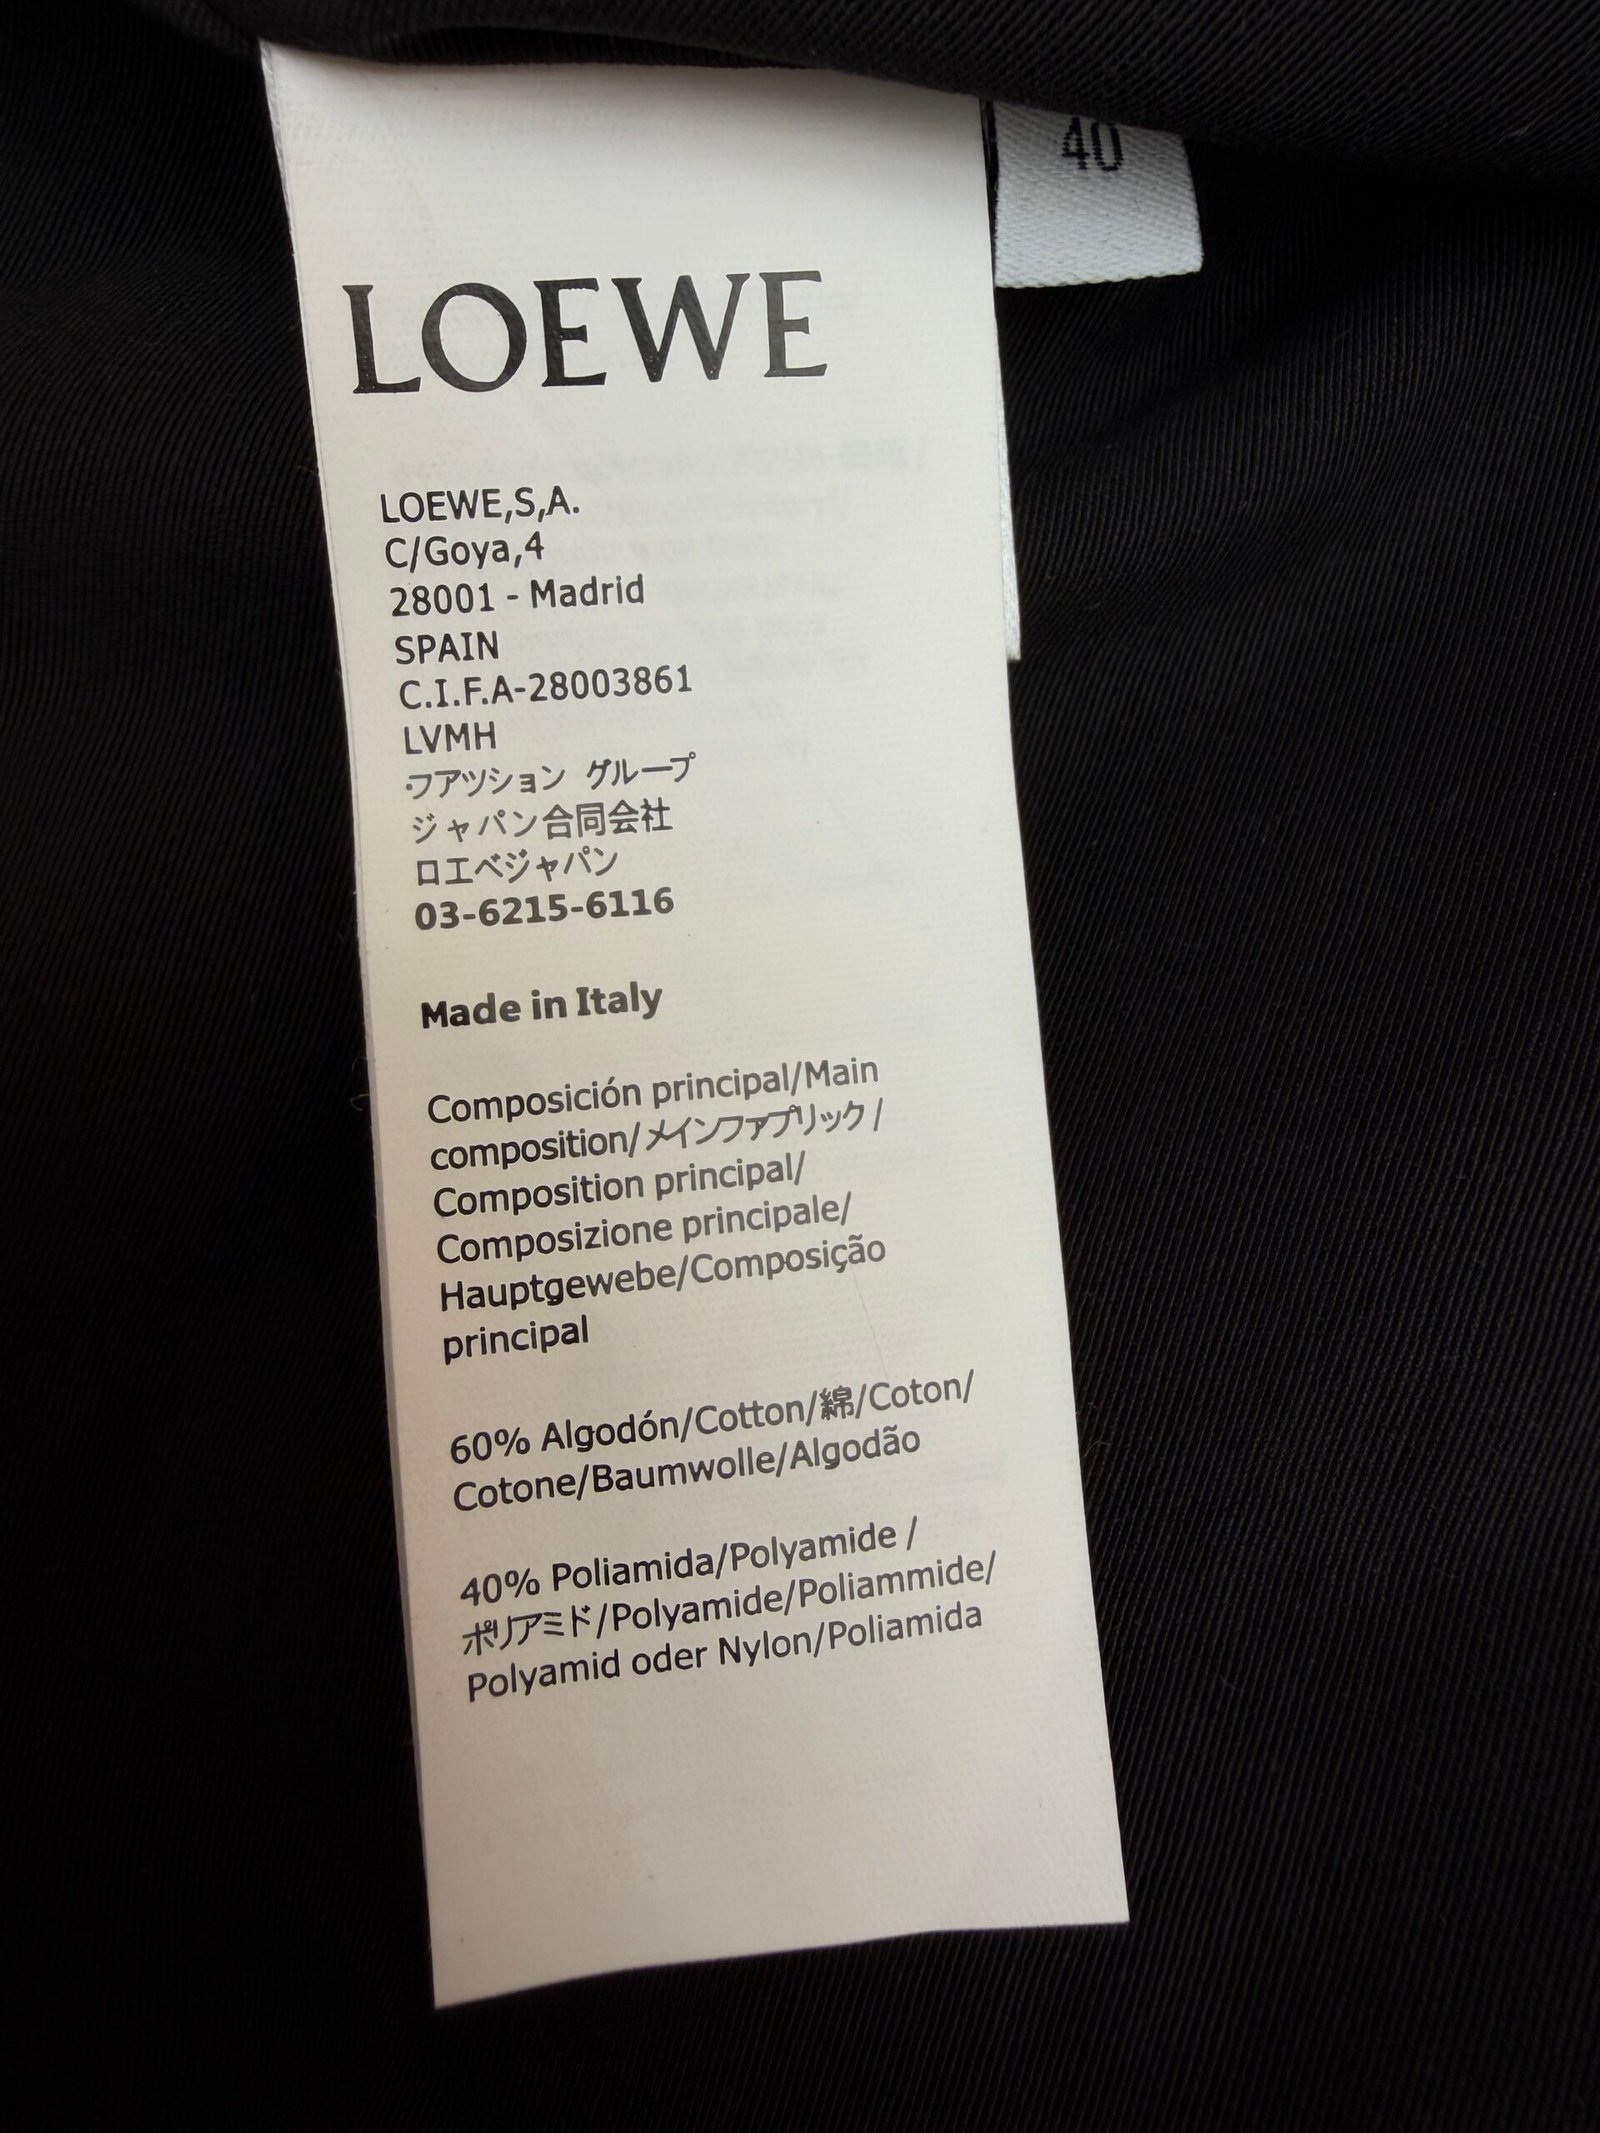 40
LOEWE
LOEWE,S,A.
C/Goya,4
28001 - Madrid
SPAIN
C.I.F.A-28003861
LVMH
・フアツション グループ
ジャパン合同会社
ロエベジャパン
03-6215-6116
Made in Italy
Composición principal/Main
composition/メインファブリック/
Composition principal/
Composizione principale/
Hauptgewebe/Composição
principal
60% Algodón/Cotton/綿/Coton/
Cotone/Baumwolle/Algodão
40% Poliamida/Polyamide /
ポリアミド/Polyamide/Poliammide/
Polyamid oder Nylon/Poliamida